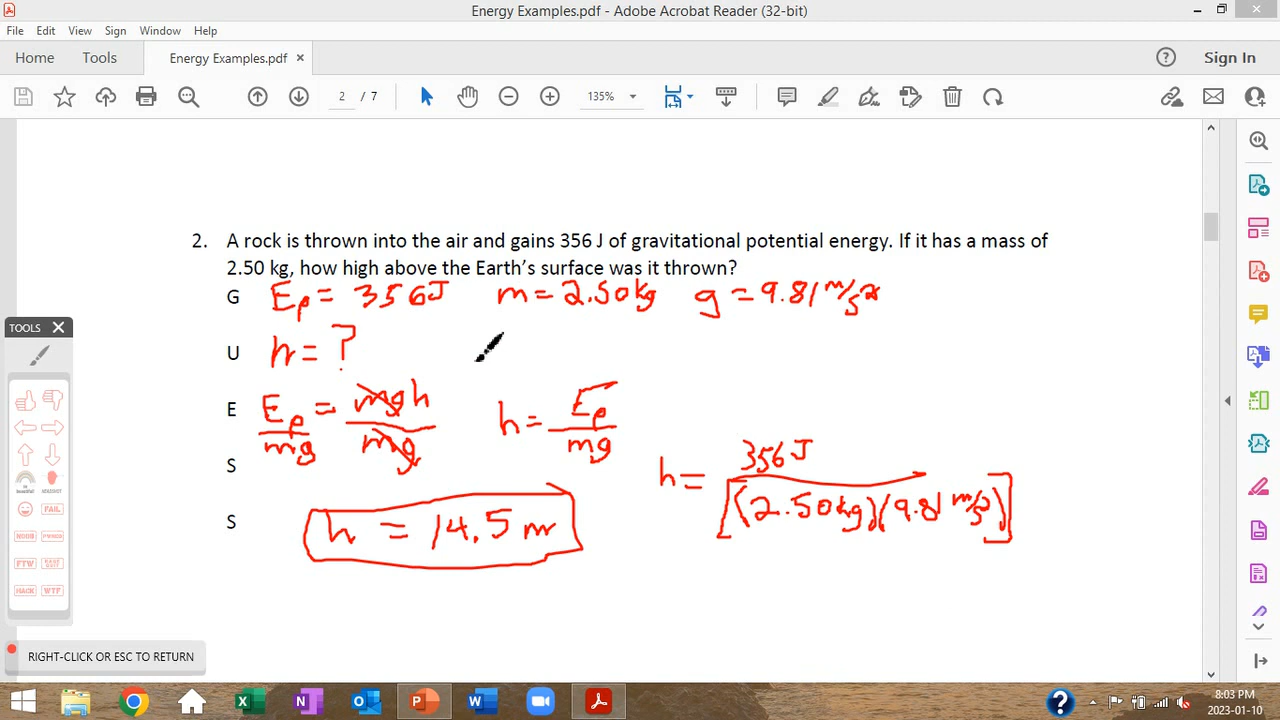 Energy Examples.pdf - Adobe Acrobat Reader (32-bit)
File Edit View Sign Window Help
Home Tools Energy Examples.pdf × Sign In
2 / 7 135%
2. A rock is thrown into the air and gains 356 J of gravitational potential energy. If it has a mass of
2.50 kg, how high above the Earth's surface was it thrown?
G Ep = 356J m = 2.50kg g = 9.81 m/s²
TOOLS
U h = ?
E Ep/mg = mgh/mg h = Ep/mg
S h = 356J/[(2.50kg)(9.81 m/s²)]
S h = 14.5 m
FAIL
FTW
HACK WTF
RIGHT-CLICK OR ESC TO RETURN
8:03 PM
2023-01-10